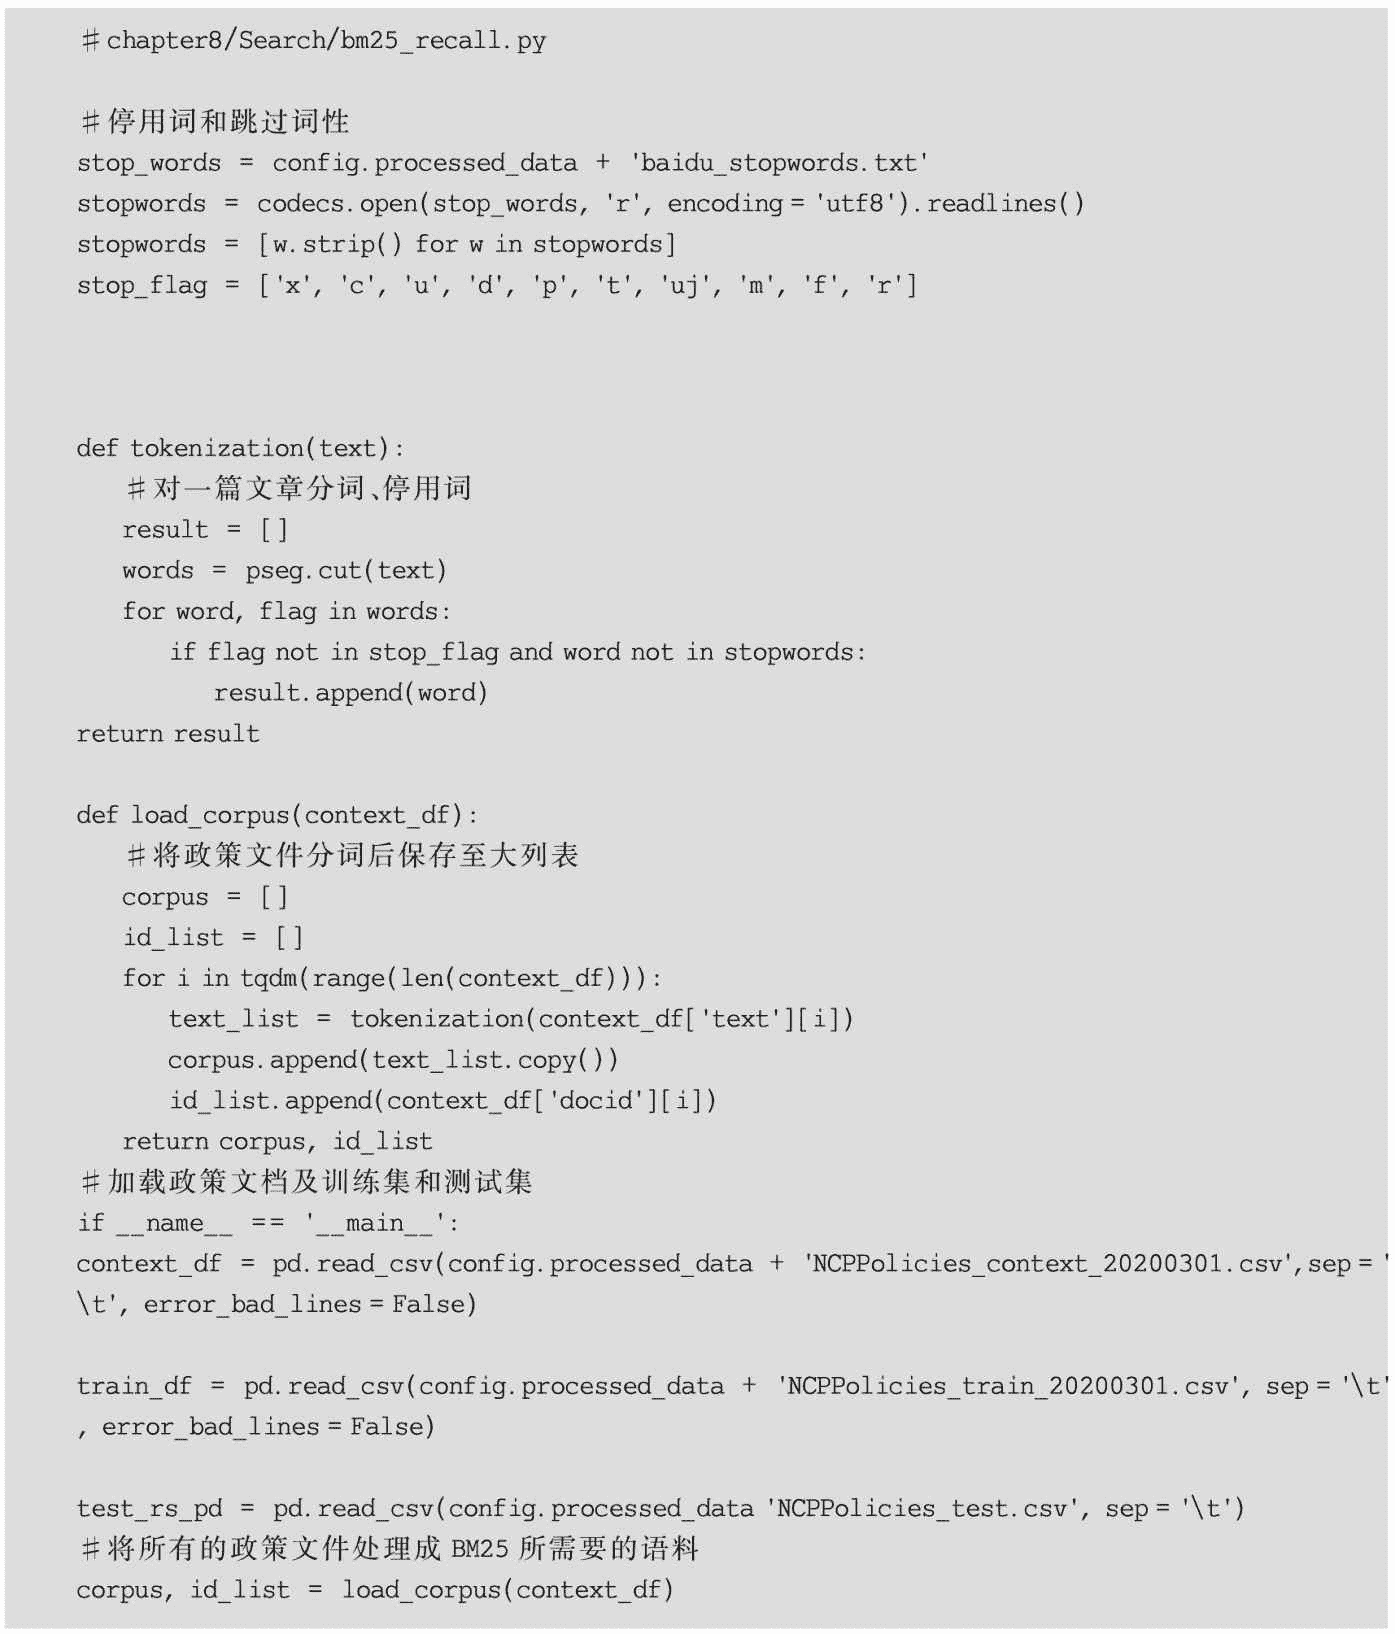 #chapter8/Search/bm25_recall.py
#停用词和跳过词性
stop_words = config.processed_data + 'baidu_stopwords.txt'
stopwords = codecs.open(stop_words, 'r', encoding='utf8').readlines()
stopwords = [w.strip() for w in stopwords]
stop_flag = ['x', 'c', 'u', 'd', 'p', 't', 'uj', 'm', 'f', 'r']
def tokenization(text):
    #对一篇文章分词、停用词
    result = []
    words = pseg.cut(text)
    for word, flag in words:
        if flag not in stop_flag and word not in stopwords:
            result.append(word)
return result
def load_corpus(context_df):
    #将政策文件分词后保存至大列表
    corpus = []
    id_list = []
    for i in tqdm(range(len(context_df))):
        text_list = tokenization(context_df['text'][i])
        corpus.append(text_list.copy())
        id_list.append(context_df['docid'][i])
    return corpus, id_list
#加载政策文档及训练集和测试集
if __name__ == '__main__':
context_df = pd.read_csv(config.processed_data + 'NCPPolicies_context_20200301.csv',sep='
\t', error_bad_lines=False)
train_df = pd.read_csv(config.processed_data + 'NCPPolicies_train_20200301.csv', sep='\t'
, error_bad_lines=False)
test_rs_pd = pd.read_csv(config.processed_data 'NCPPolicies_test.csv', sep='\t')
#将所有的政策文件处理成 BM25 所需要的语料
corpus, id_list = load_corpus(context_df)